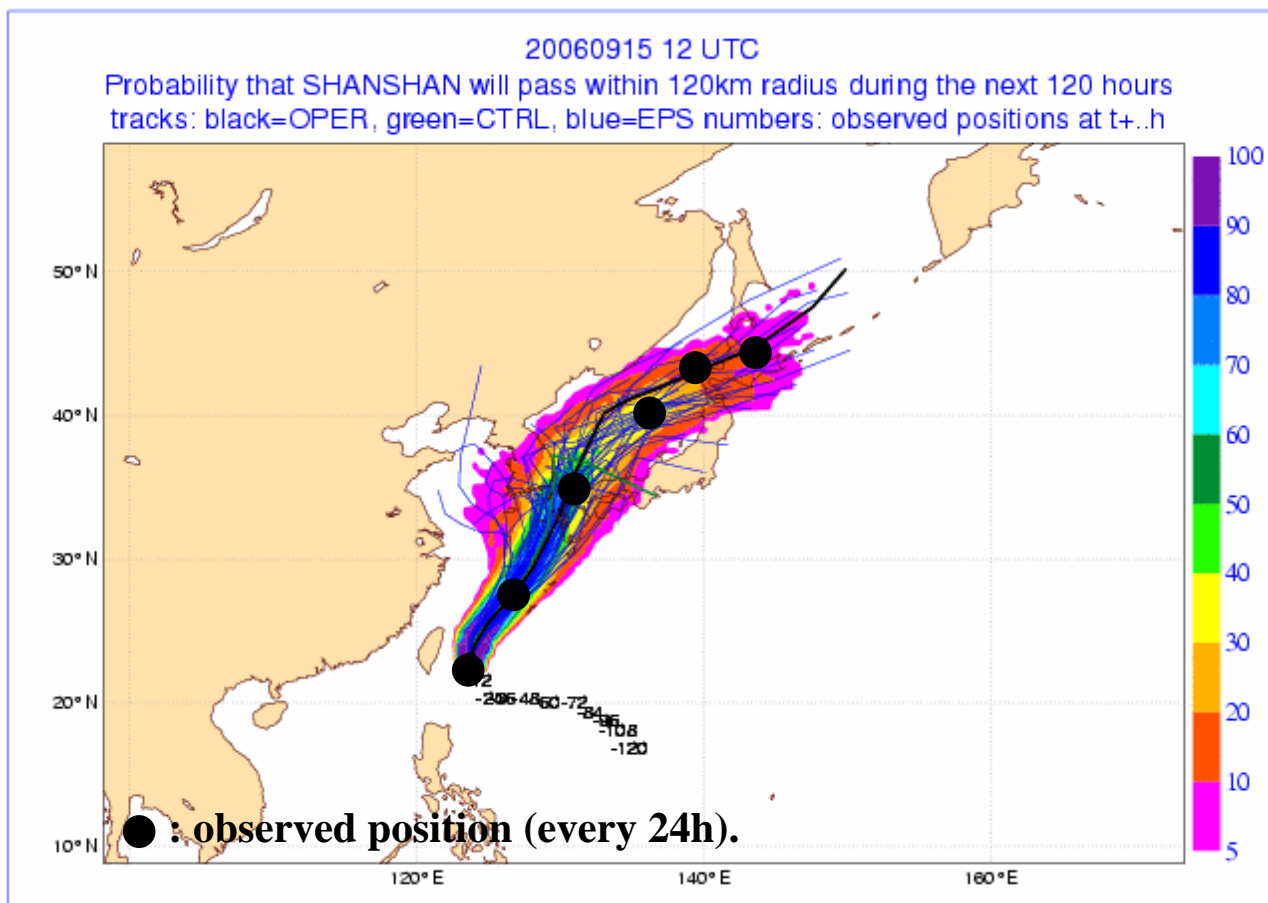 20060915 12 UTC
Probability that SHANSHAN will pass within 120km radius during the next 120 hours
tracks: black=OPER, green=CTRL, blue=EPS numbers: observed positions at t+..h
100
90
80
70
60
50
40
30
20
10
5
50°N
40°N
30°N
20°N
10°N
-60
-72
-84
-96
-108
-120
: observed position (every 24h).
120°E
140°E
160°E